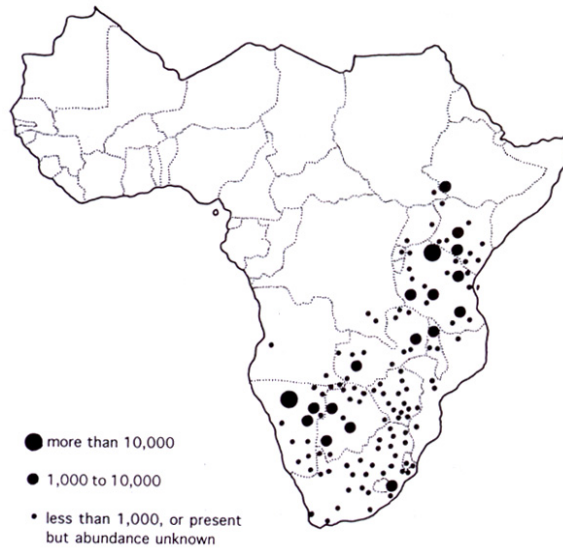 more than 10,000
1,000 to 10,000
less than 1,000, or present
but abundance unknown